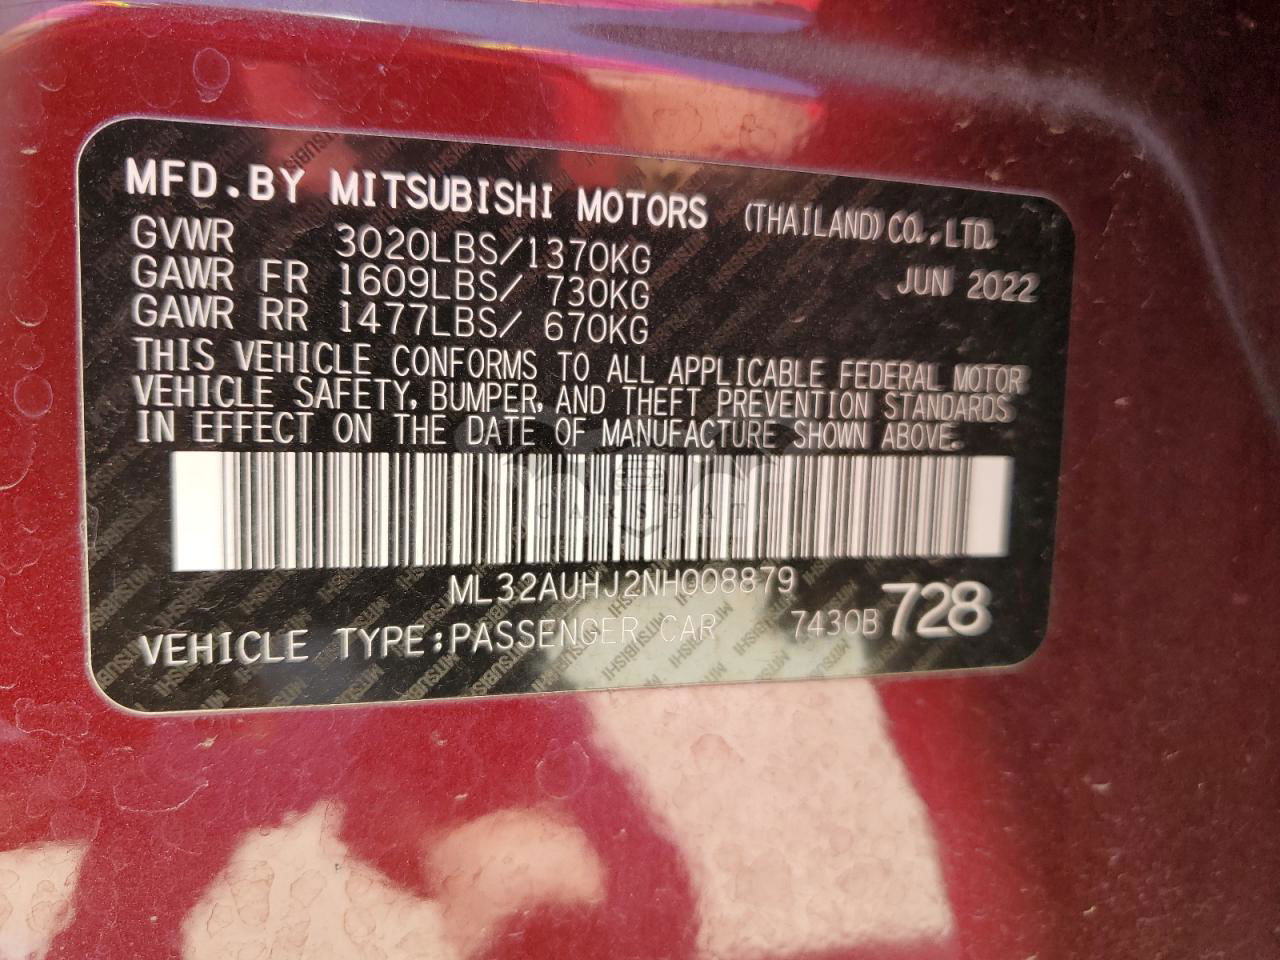 MFD.BY MITSUBISHI MOTORS (THAILAND) CO., LTD.
GVWR 3020LBS/1370KG
GAWR FR 1609LBS/ 730KG JUN 2022
GAWR RR 1477LBS/ 670KG
THIS VEHICLE CONFORMS TO ALL APPLICABLE FEDERAL MOTOR
VEHICLE SAFETY, BUMPER, AND THEFT PREVENTION STANDARDS
IN EFFECT ON THE DATE OF MANUFACTURE SHOWN ABOVE.
CARSBAT
ML32AUHJ2NH008879
VEHICLE TYPE:PASSENGER CAR 7430B 728